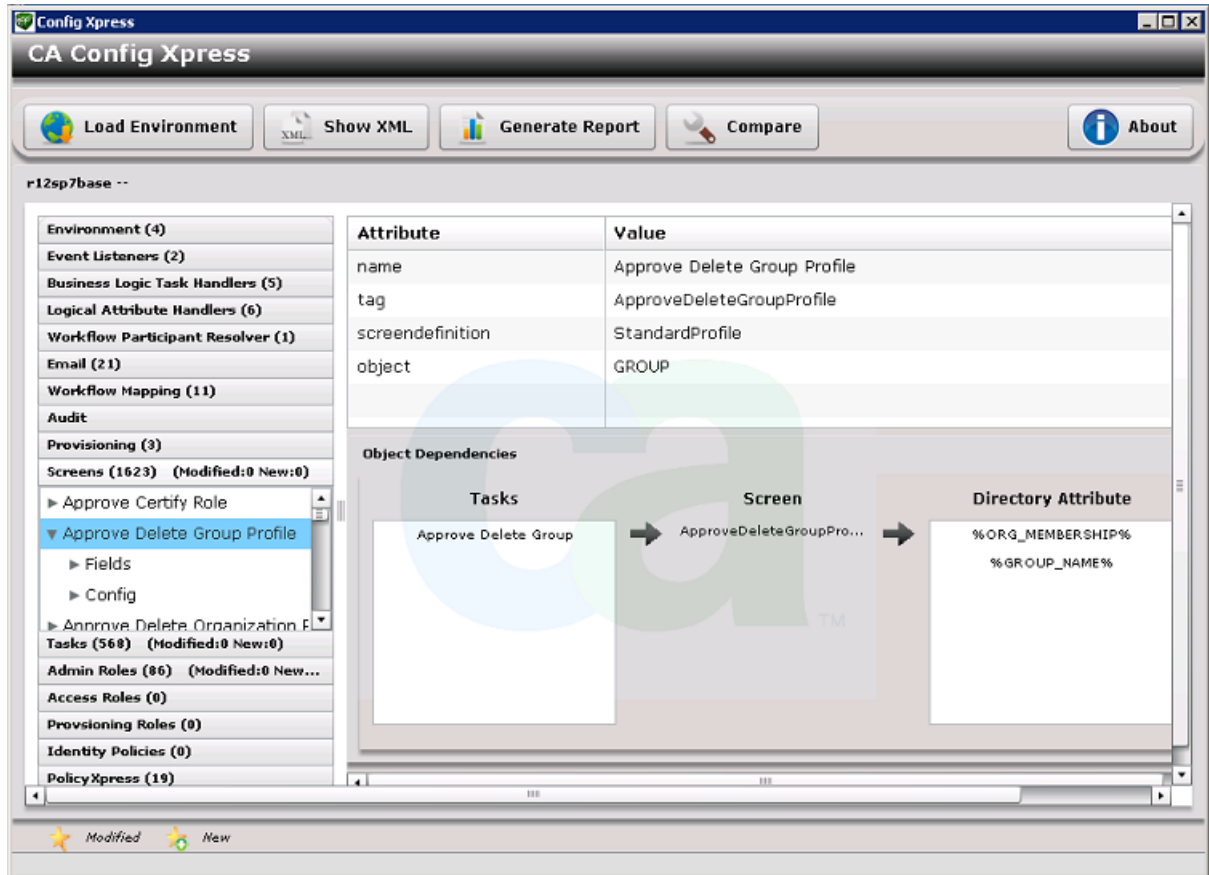 Config Xpress
CA Config Xpress
Load Environment
XML
Show XML
Generate Report
Compare
About
r12sp7base --
Environment (4)
Event Listeners (2)
Business Logic Task Handlers (5)
Logical Attribute Handlers (6)
Workflow Participant Resolver (1)
Email (21)
Workflow Mapping (11)
Audit
Provisioning (3)
Screens (1623) (Modified:0 New:0)
Approve Certify Role
Approve Delete Group Profile
Fields
Config
Approve Delete Organization P
Tasks (568) (Modified:0 New:0)
Admin Roles (86) (Modified:0 New...
Access Roles (0)
Provsioning Roles (0)
Identity Policies (0)
PolicyXpress (19)
Attribute Value
name Approve Delete Group Profile
tag ApproveDeleteGroupProfile
screendefinition StandardProfile
object GROUP
ca
TM
Object Dependencies
Tasks Screen Directory Attribute
Approve Delete Group ApproveDeleteGroupPro... %ORG_MEMBERSHIP%
%GROUP_NAME%
Modified New